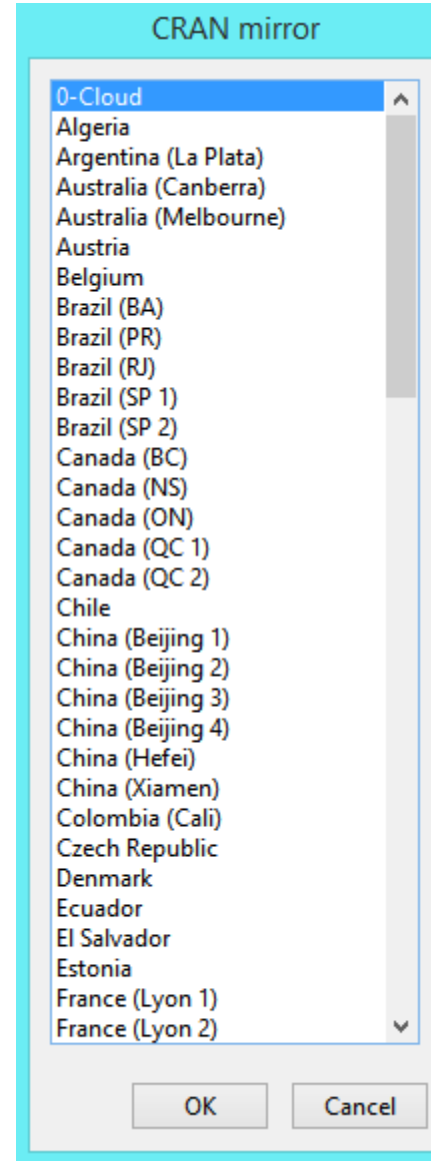 CRAN mirror
0-Cloud
Algeria
Argentina (La Plata)
Australia (Canberra)
Australia (Melbourne)
Austria
Belgium
Brazil (BA)
Brazil (PR)
Brazil (RJ)
Brazil (SP 1)
Brazil (SP 2)
Canada (BC)
Canada (NS)
Canada (ON)
Canada (QC 1)
Canada (QC 2)
Chile
China (Beijing 1)
China (Beijing 2)
China (Beijing 3)
China (Beijing 4)
China (Hefei)
China (Xiamen)
Colombia (Cali)
Czech Republic
Denmark
Ecuador
El Salvador
Estonia
France (Lyon 1)
France (Lyon 2)
OK Cancel